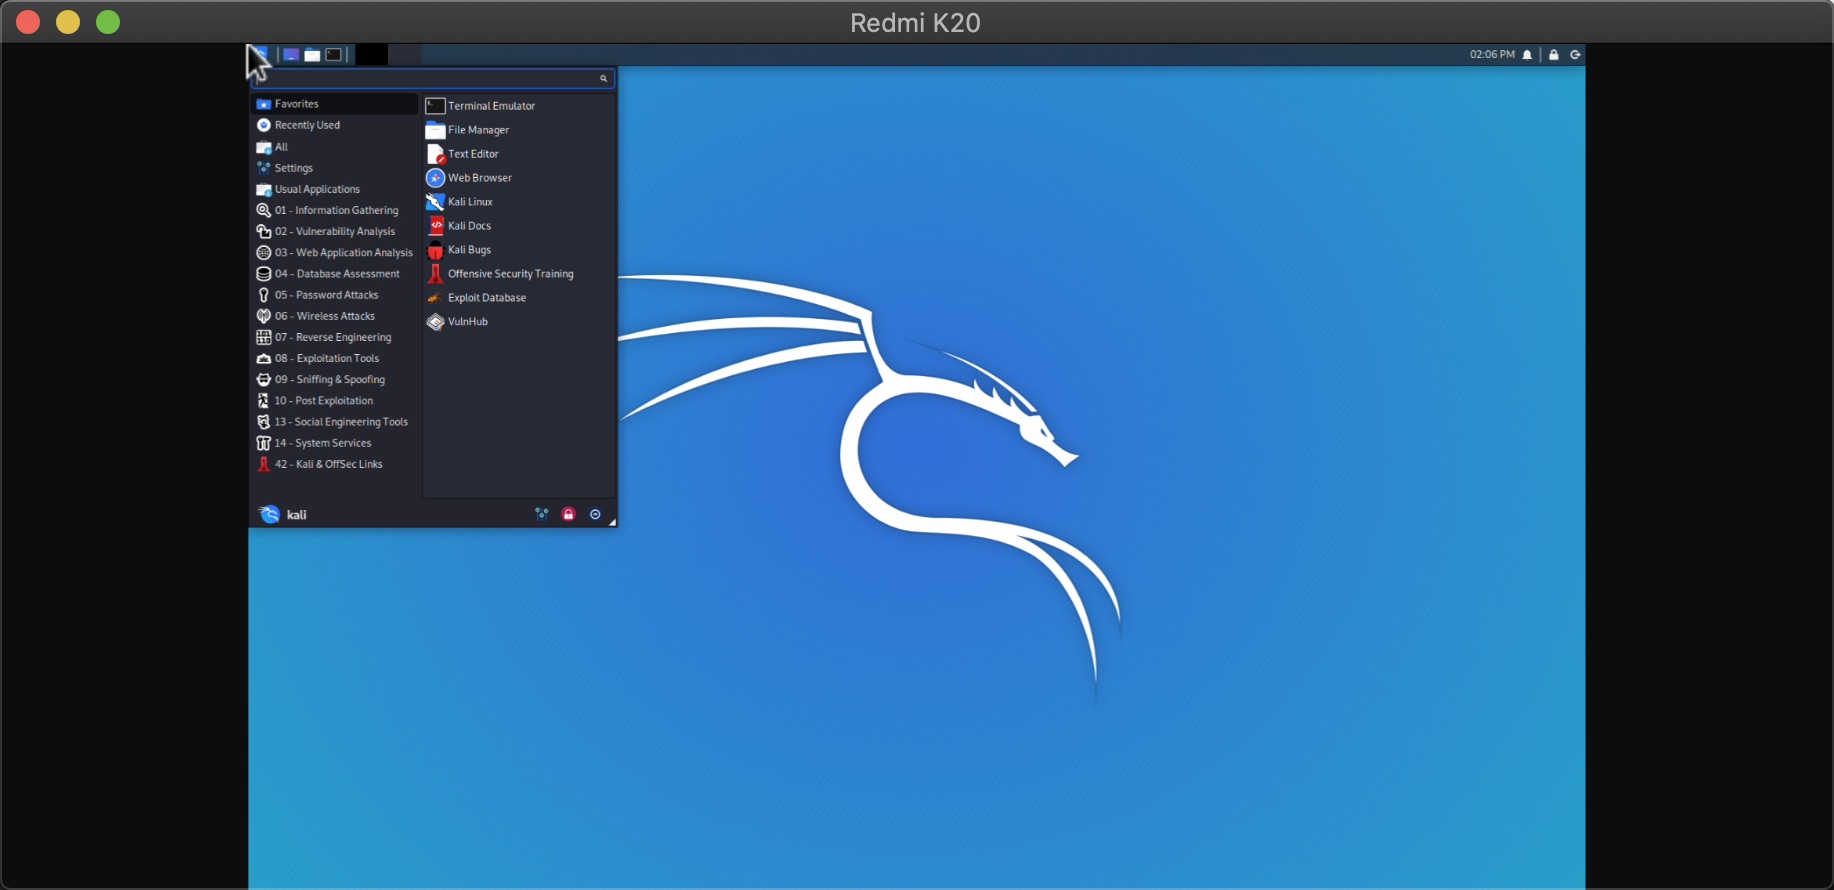 Redmi K20
02:06 PM
Favorites
Recently Used
All
Settings
Usual Applications
01 - Information Gathering
02 - Vulnerability Analysis
03 - Web Application Analysis
04 - Database Assessment
05 - Password Attacks
06 - Wireless Attacks
07 - Reverse Engineering
08 - Exploitation Tools
09 - Sniffing & Spoofing
10 - Post Exploitation
13 - Social Engineering Tools
14 - System Services
42 - Kali & OffSec Links
Terminal Emulator
File Manager
Text Editor
Web Browser
Kali Linux
Kali Docs
Kali Bugs
Offensive Security Training
Exploit Database
VulnHub
kali